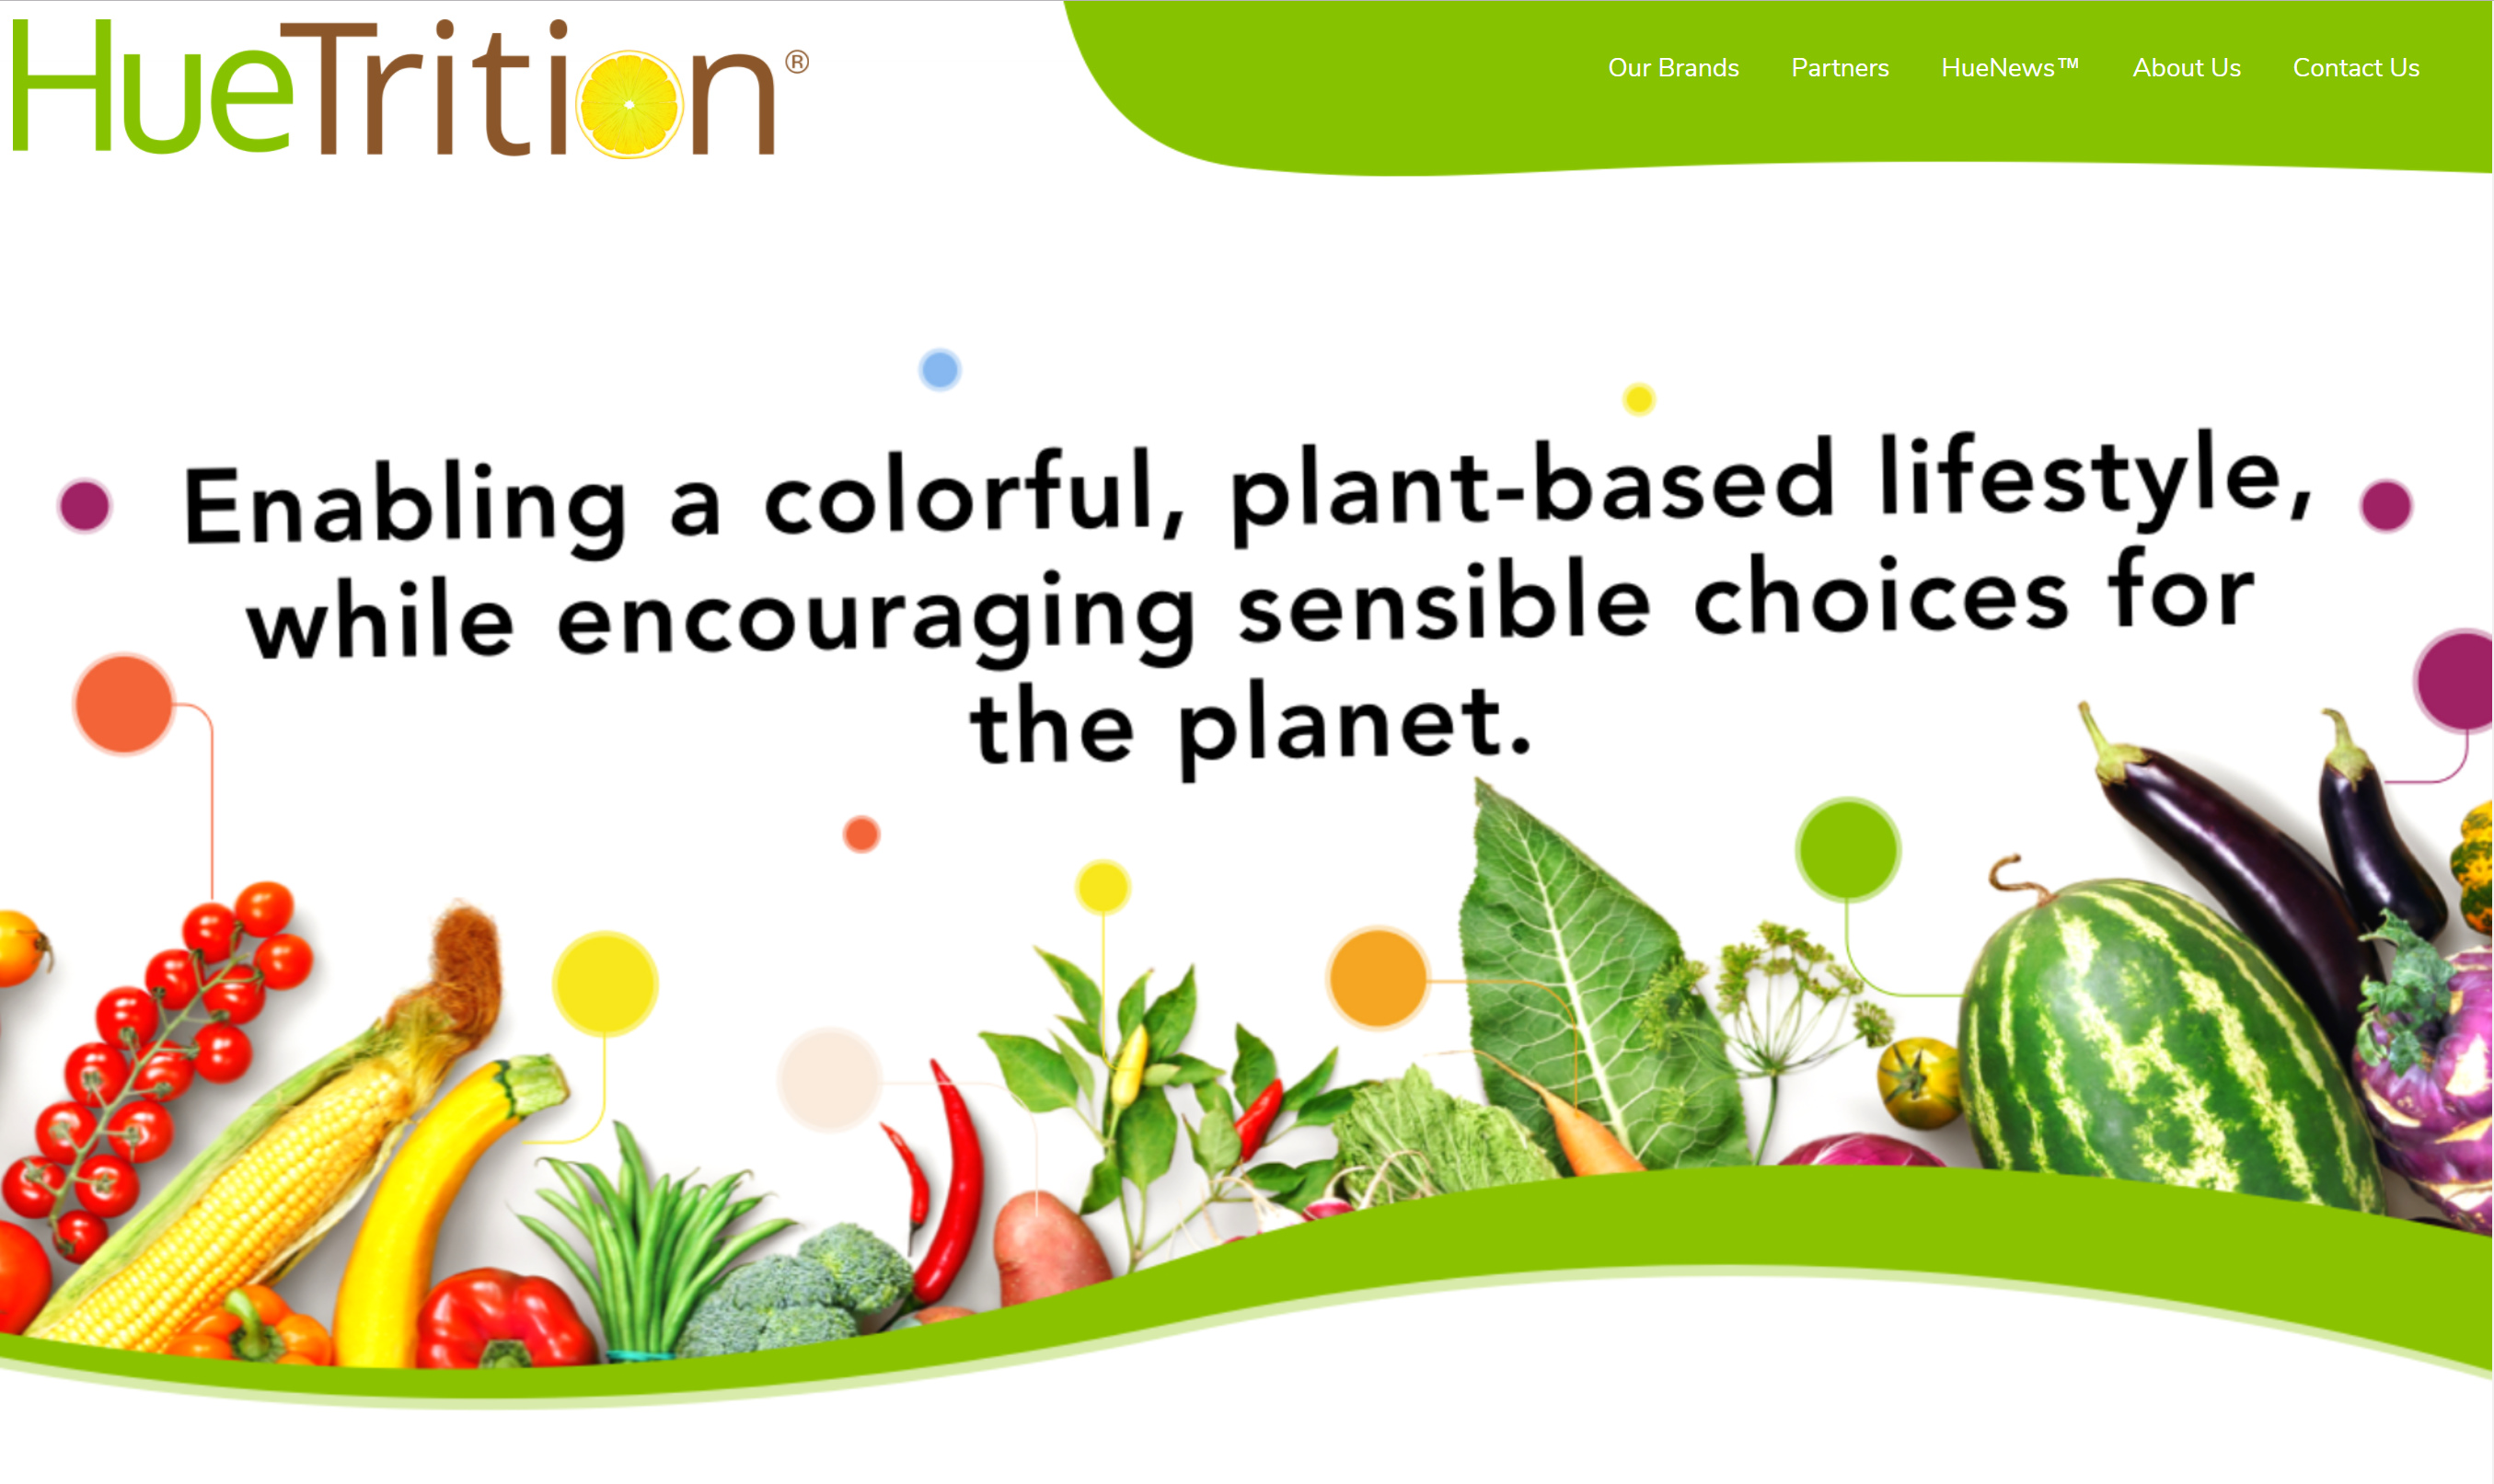 HueTrition®
Our Brands Partners HueNews™ About Us Contact Us
Enabling a colorful, plant-based lifestyle,
while encouraging sensible choices for
the planet.